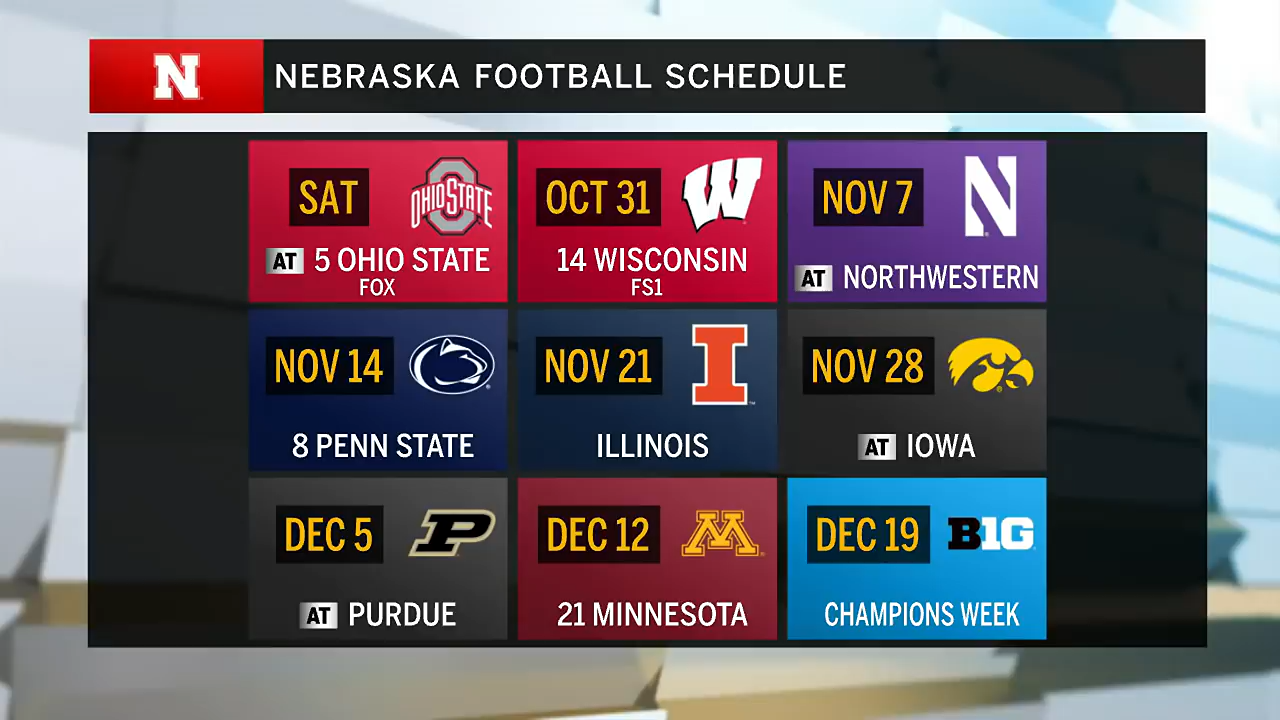 N
NEBRASKA FOOTBALL SCHEDULE
SAT
OHIO STATE
AT 5 OHIO STATE
FOX
OCT 31
W
14 WISCONSIN
FS1
NOV 7
N
AT NORTHWESTERN
NOV 14
8 PENN STATE
NOV 21
I
ILLINOIS
NOV 28
AT IOWA
DEC 5
P
AT PURDUE
DEC 12
M
21 MINNESOTA
DEC 19
B1G
CHAMPIONS WEEK